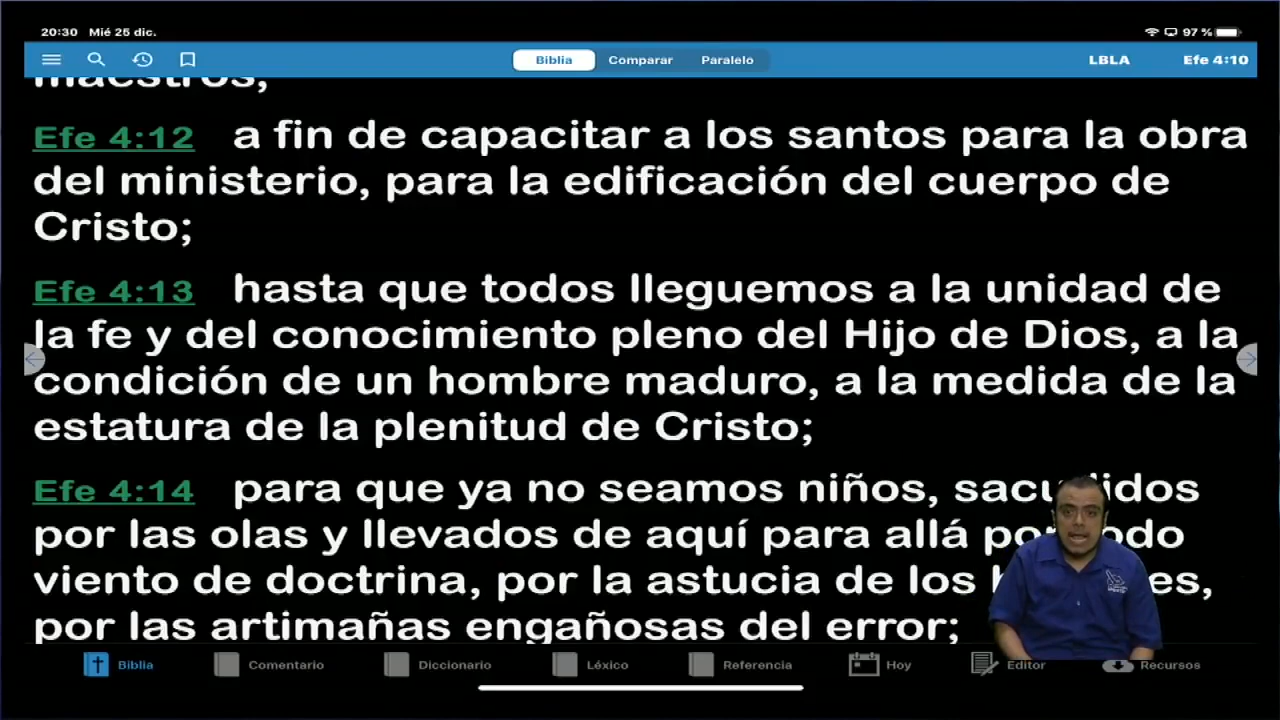 20:30 Mié 25 dic. 97 %
Biblia Comparar Paralelo LBLA Efe 4:10
maestros,
Efe 4:12 a fin de capacitar a los santos para la obra
del ministerio, para la edificación del cuerpo de
Cristo;
Efe 4:13 hasta que todos lleguemos a la unidad de
la fe y del conocimiento pleno del Hijo de Dios, a la
condición de un hombre maduro, a la medida de la
estatura de la plenitud de Cristo;
Efe 4:14 para que ya no seamos niños, sacudidos
por las olas y llevados de aquí para allá por todo
viento de doctrina, por la astucia de los
por las artimañas engañosas del error;
Biblia Comentario Diccionario Léxico Referencia Hoy Editor Recursos